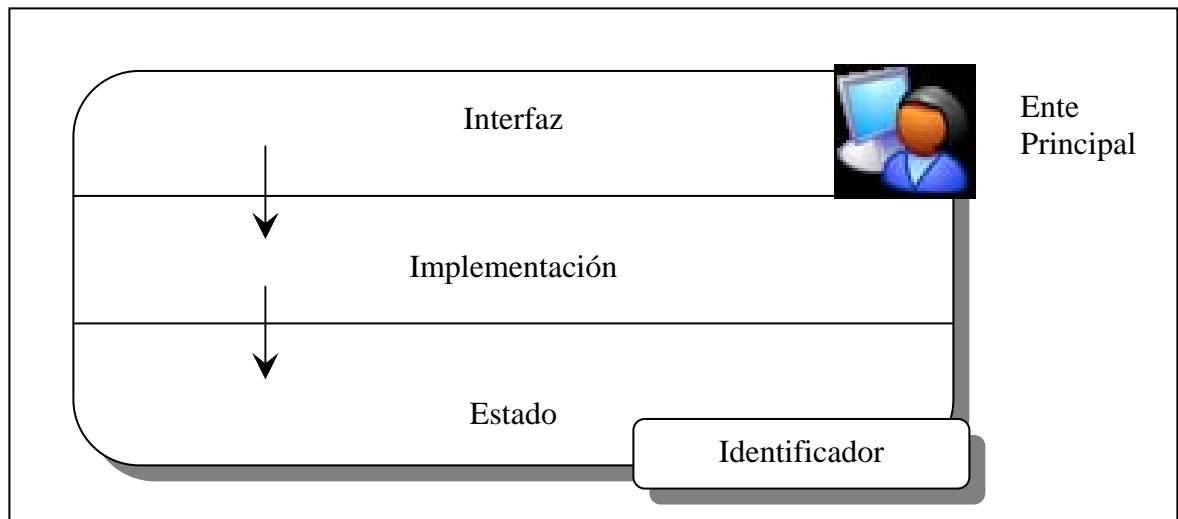 Interfaz
Ente
Principal
Implementación
Estado
Identificador